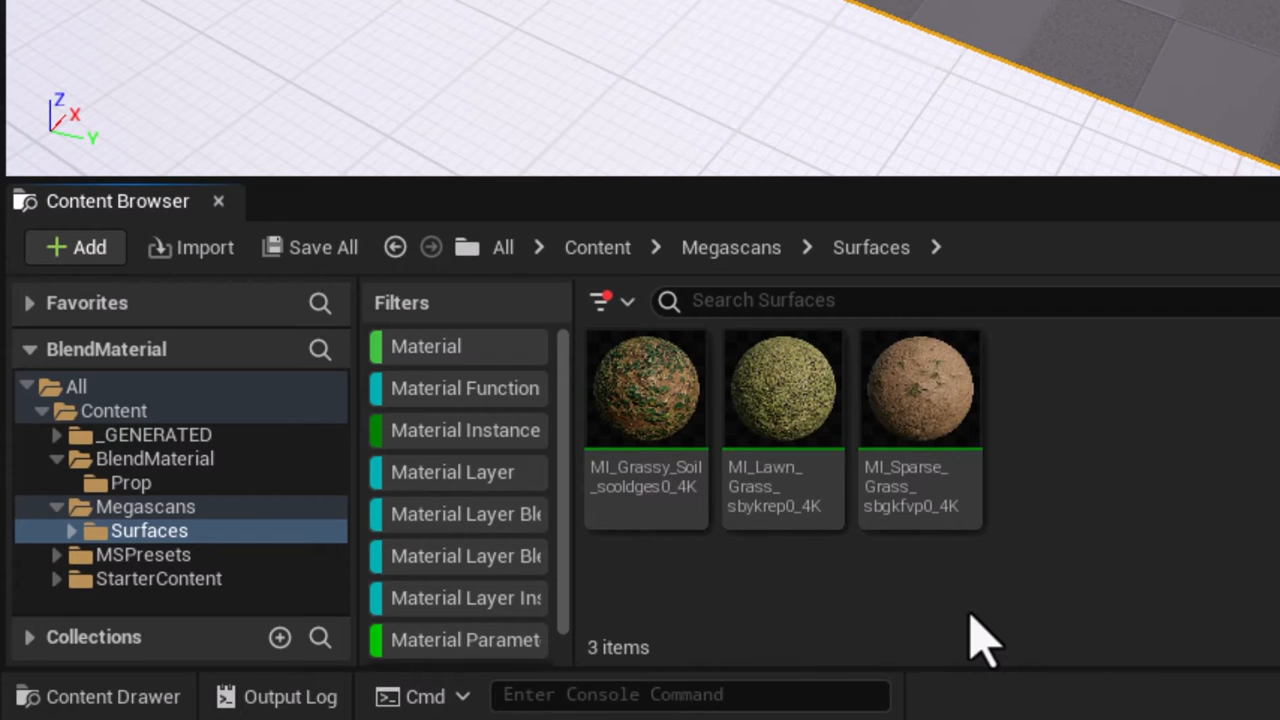 Z
X
Y
Content Browser
Add
Import
Save All
All
Content
Megascans
Surfaces
Favorites
Filters
Search Surfaces
BlendMaterial
All
Content
_GENERATED
BlendMaterial
Prop
Megascans
Surfaces
MSPresets
StarterContent
Collections
Material
Material Function
Material Instance
Material Layer
Material Layer Ble
Material Layer Ble
Material Layer Ins
Material Paramet
MI_Grassy_Soil
_scoldges0_4K
MI_Lawn_
Grass_
sbykrep0_4K
MI_Sparse_
Grass_
sbgkfvp0_4K
3 items
Content Drawer
Output Log
Cmd
Enter Console Command